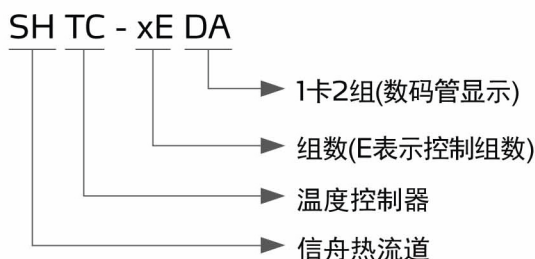 SH TC - xE DA
1卡2组(数码管显示)
组数(E表示控制组数)
温度控制器
信舟热流道